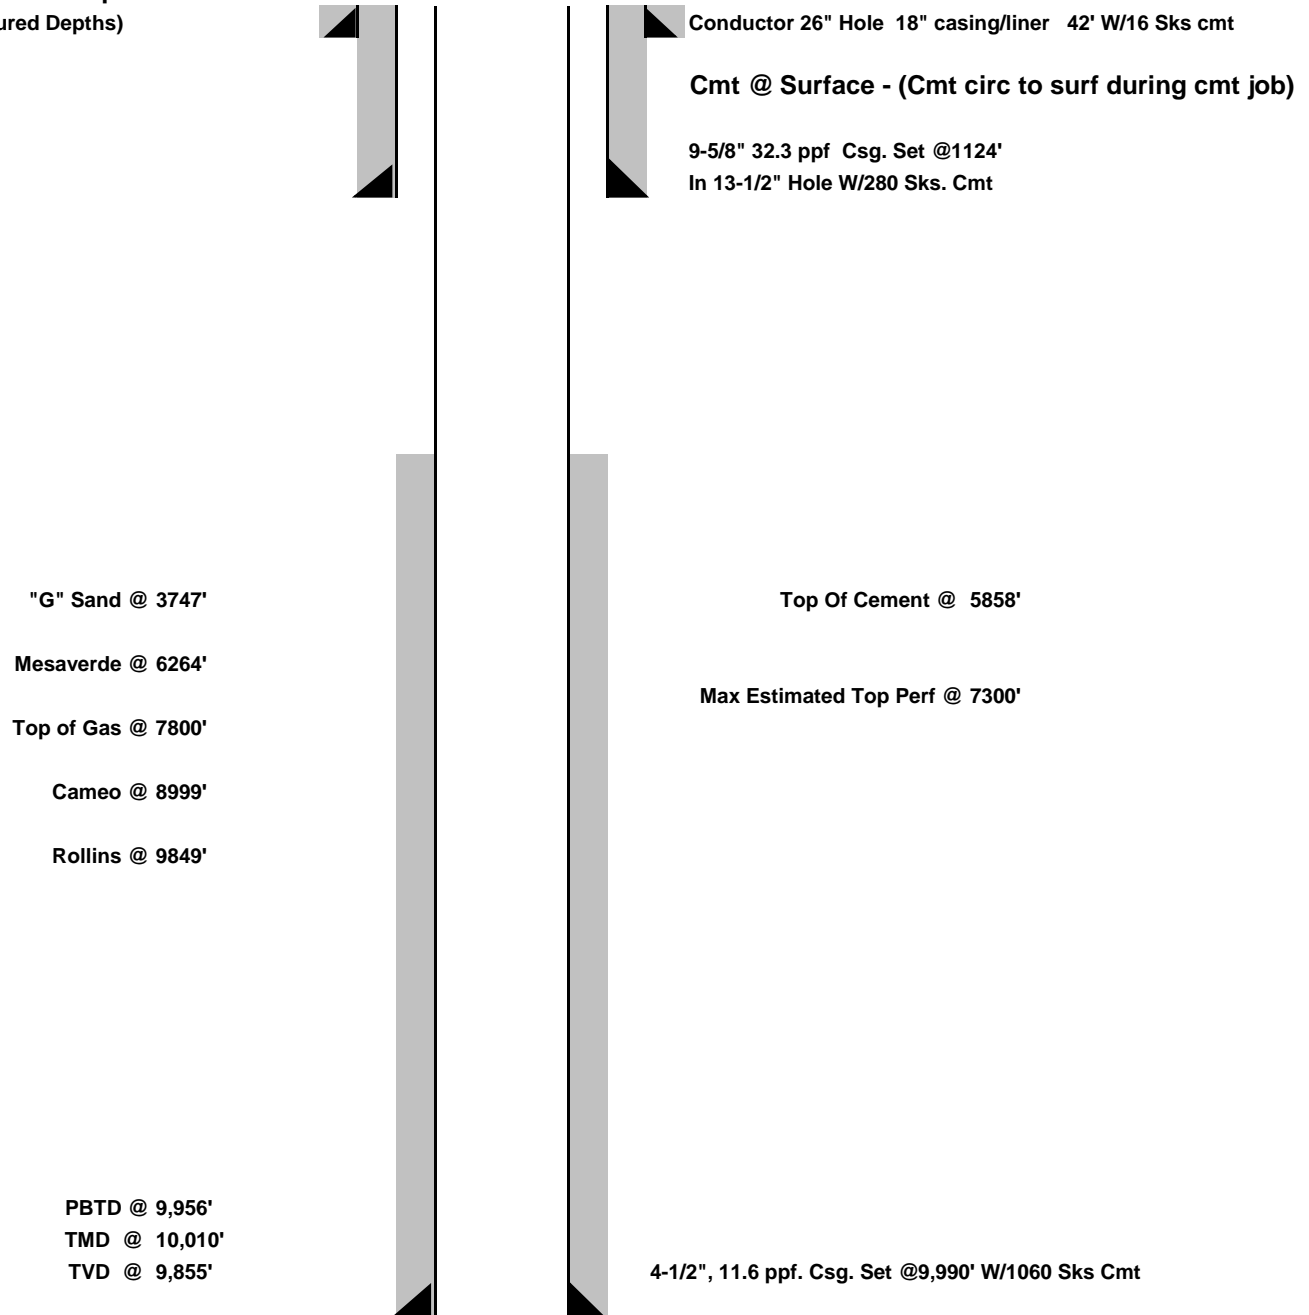 ured Depths)
Conductor 26" Hole 18" casing/liner 42' W/16 Sks cmt
Cmt @ Surface - (Cmt circ to surf during cmt job)
9-5/8" 32.3 ppf Csg. Set @1124'
In 13-1/2" Hole W/280 Sks. Cmt
"G" Sand @ 3747'
Top Of Cement @ 5858'
Mesaverde @ 6264'
Max Estimated Top Perf @ 7300'
Top of Gas @ 7800'
Cameo @ 8999'
Rollins @ 9849'
PBTD @ 9,956'
TMD @ 10,010'
TVD @ 9,855'
4-1/2", 11.6 ppf. Csg. Set @9,990' W/1060 Sks Cmt